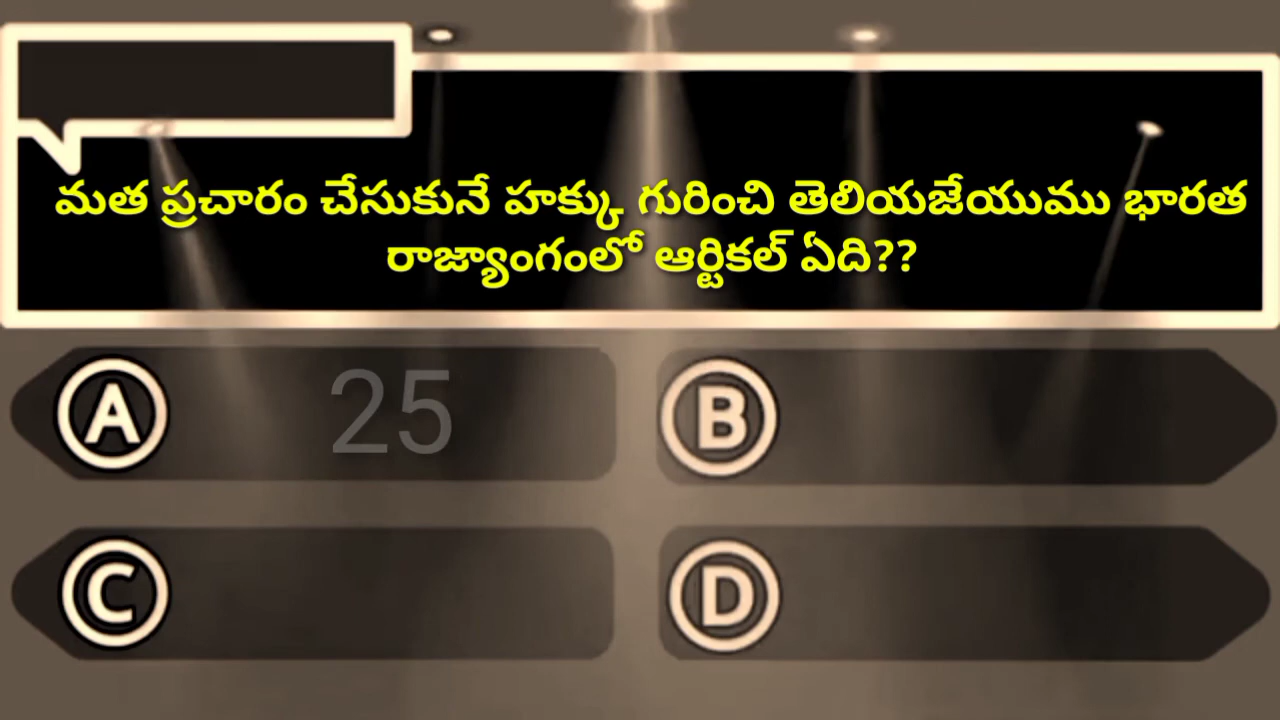 మత ప్రచారం చేసుకునే హక్కు గురించి తెలియజేయుము భారత
రాజ్యాంగంలో ఆర్టికల్ ఏది??
A 25 B
C D